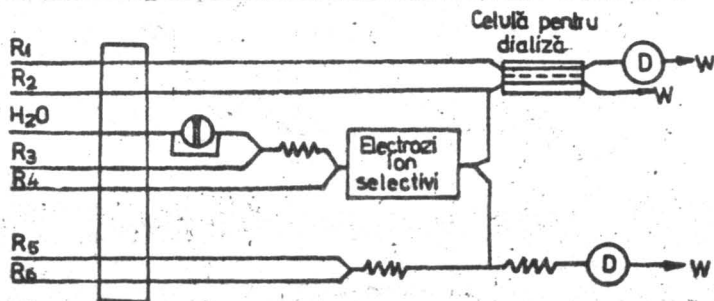 Celulă pentru
dializă
R1
D
W
R2
W
H2O
R3
Electrozi
ion
selectivi
R4
R5
D
W
R6